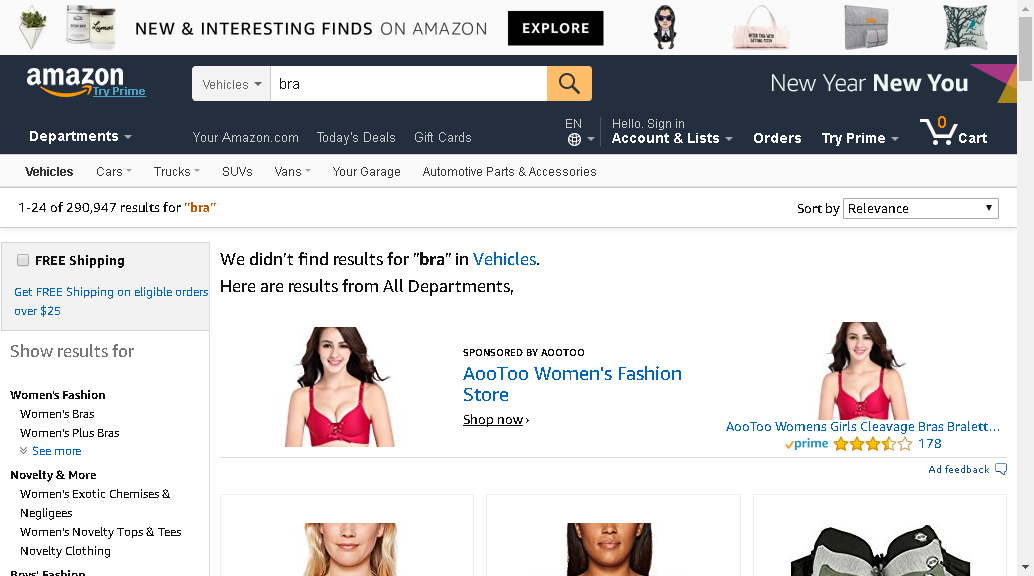 NEW & INTERESTING FINDS ON AMAZON EXPLORE
amazon
Try Prime
Vehicles bra
New Year New You
Departments
Your Amazon.com Today's Deals Gift Cards
EN
Hello. Sign in
Account & Lists
Orders
Try Prime
0
Cart
Vehicles Cars Trucks SUVs Vans Your Garage Automotive Parts & Accessories
1-24 of 290,947 results for "bra"
Sort by Relevance
FREE Shipping
Get FREE Shipping on eligible orders
over $25
Show results for
Women's Fashion
Women's Bras
Women's Plus Bras
See more
Novelty & More
Women's Exotic Chemises &
Negligees
Women's Novelty Tops & Tees
Novelty Clothing
Boys' Fashion
We didn't find results for "bra" in Vehicles.
Here are results from All Departments,
SPONSORED BY AOOTOO
AooToo Women's Fashion
Store
Shop now ›
AooToo Womens Girls Cleavage Bras Bralett...
prime 178
Ad feedback